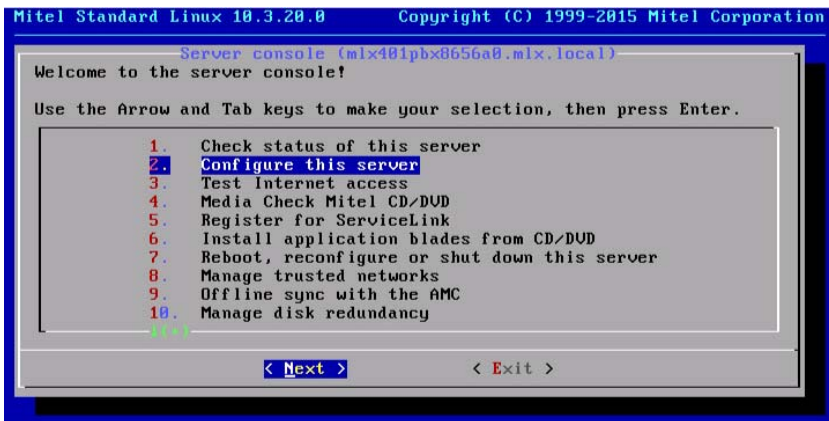 Mitel Standard Linux 10.3.20.0 Copyright (C) 1999-2015 Mitel Corporation
Server console (mlx401pbx8656a0.mlx.local)
Welcome to the server console!
Use the Arrow and Tab keys to make your selection, then press Enter.
1. Check status of this server
2. Configure this server
3. Test Internet access
4. Media Check Mitel CD/DVD
5. Register for ServiceLink
6. Install application blades from CD/DVD
7. Reboot, reconfigure or shut down this server
8. Manage trusted networks
9. Offline sync with the AMC
10. Manage disk redundancy
< Next > < Exit >